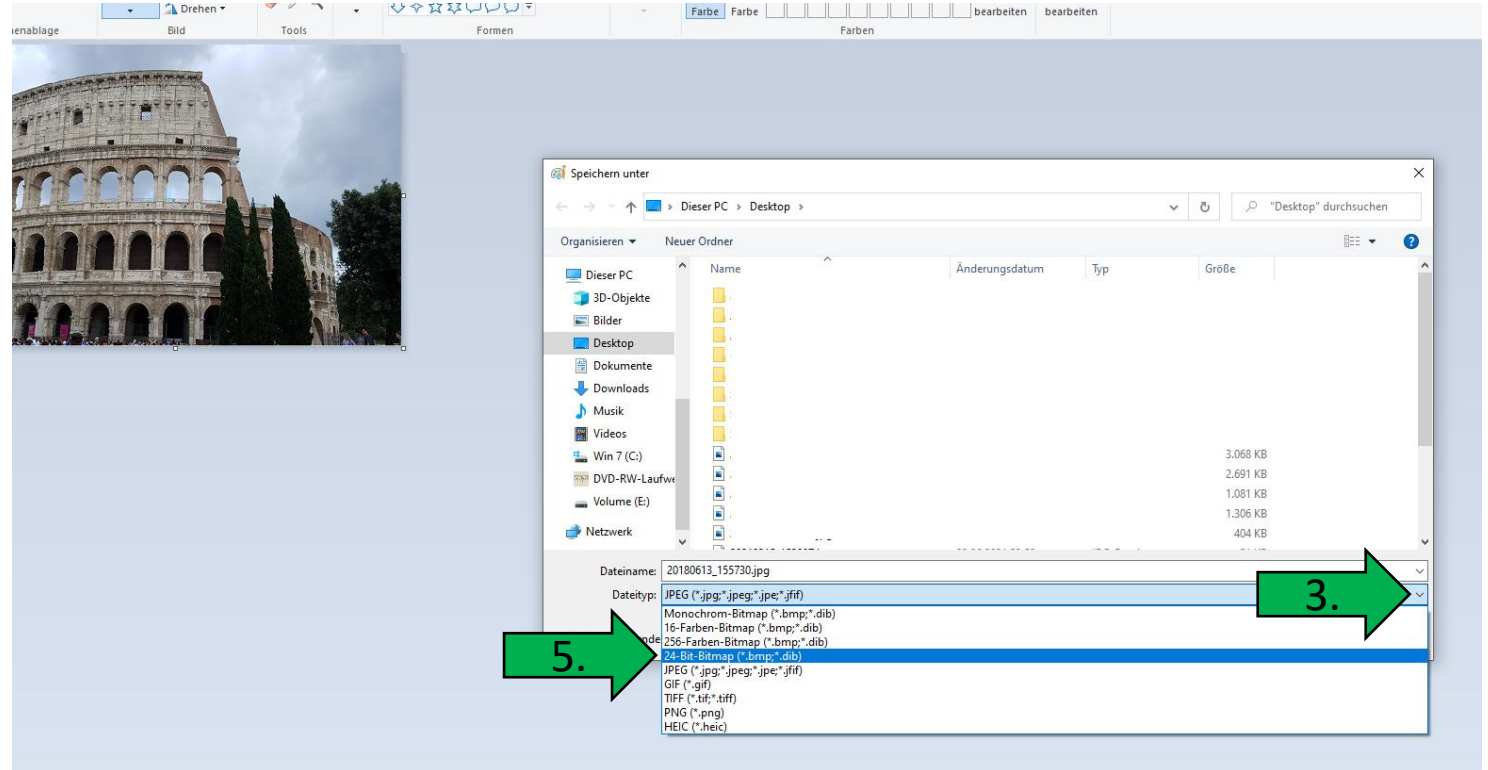 Drehen
Farbe Farbe bearbeiten bearbeiten
enablage Bild Tools Formen Farben
Speichern unter
Dieser PC Desktop "Desktop" durchsuchen
Organisieren Neuer Ordner
Name Änderungsdatum Typ Größe
Dieser PC
3D-Objekte
Bilder
Desktop
Dokumente
Downloads
Musik
Videos
Win 7 (C:) 3.068 KB
DVD-RW-Laufwe 2.691 KB
Volume (E:) 1.081 KB
1.306 KB
Netzwerk 404 KB
Dateiname: 20180613_155730.jpg
Dateityp: JPEG (*.jpg;*.jpeg;*.jpe;*.jfif)
3.
Monochrom-Bitmap (*.bmp;*.dib)
16-Farben-Bitmap (*.bmp;*.dib)
nde 256-Farben-Bitmap (*.bmp;*.dib)
5.
24-Bit-Bitmap (*.bmp;*.dib)
JPEG (*.jpg;*.jpeg;*.jpe;*.jfif)
GIF (*.gif)
TIFF (*.tif;*.tiff)
PNG (*.png)
HEIC (*.heic)